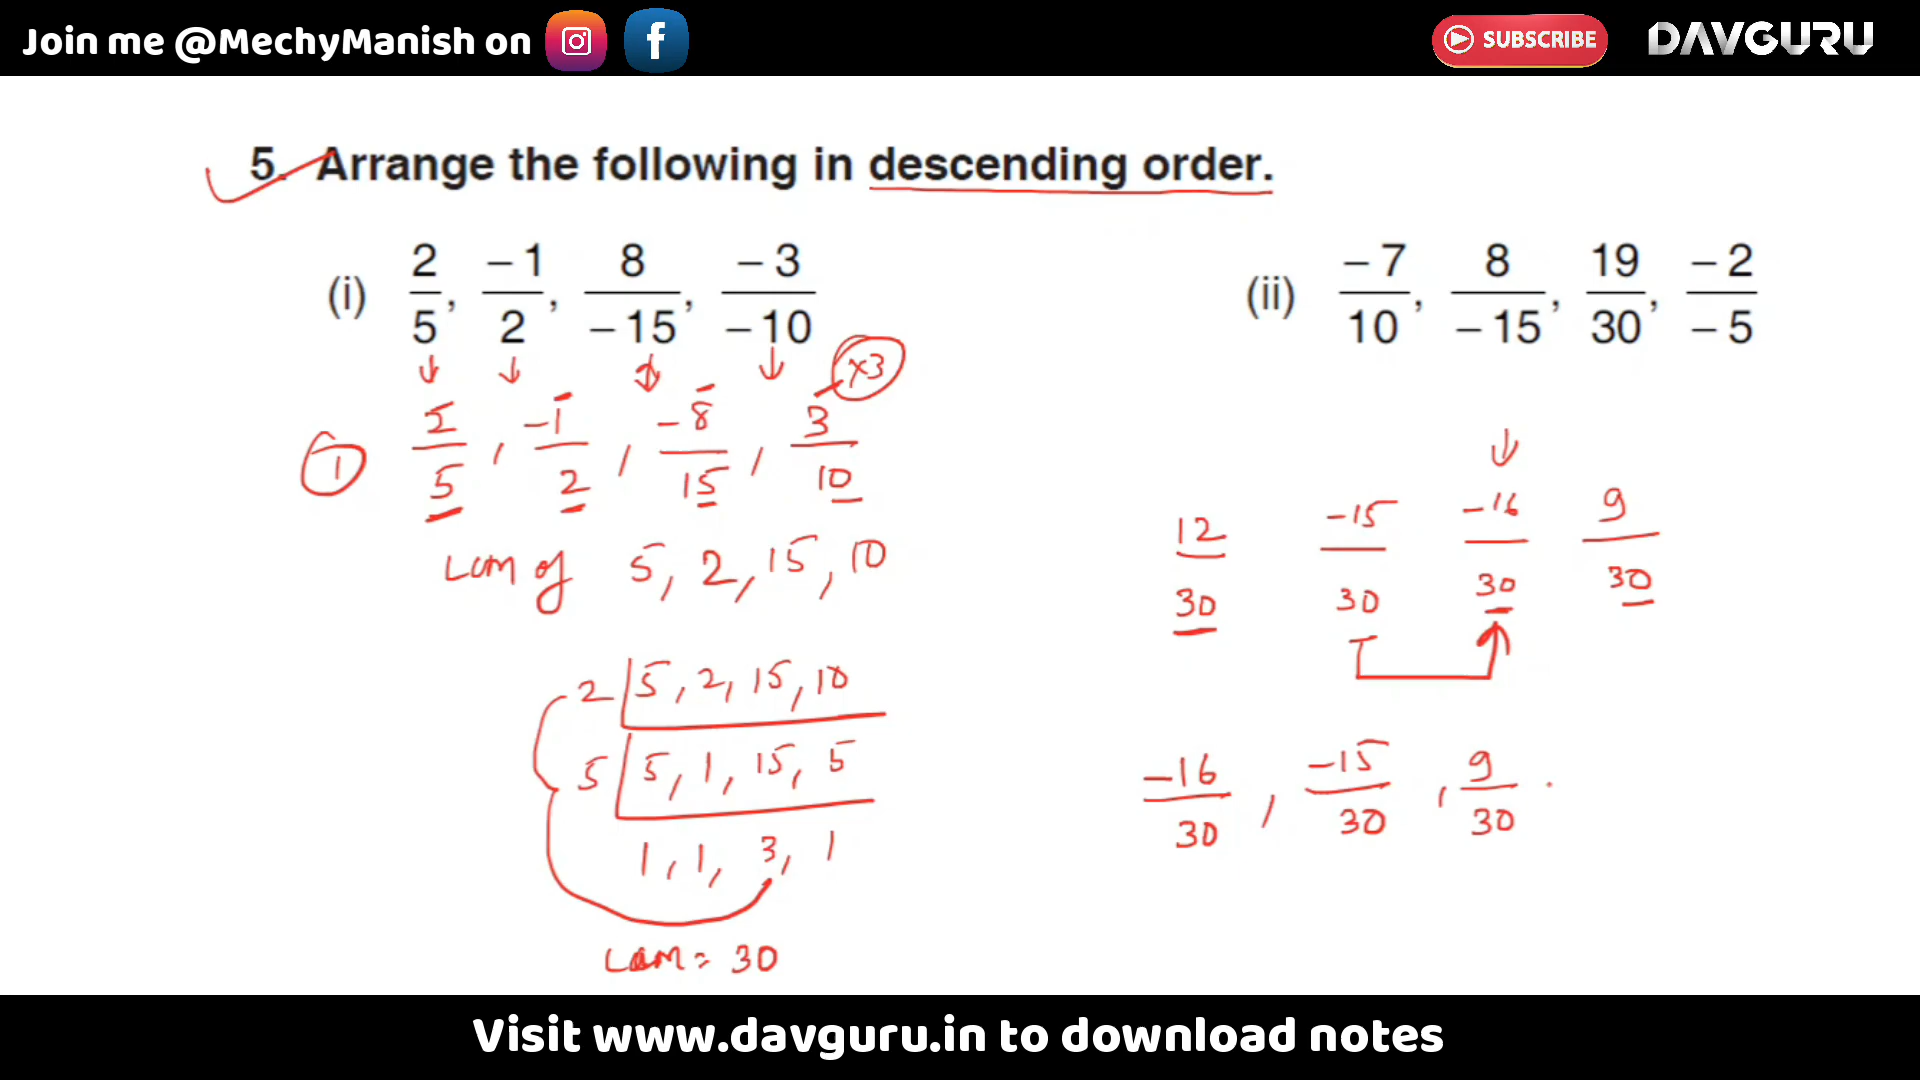 Join me @MechyManish on
SUBSCRIBE
DAVGURU
5. Arrange the following in descending order.
(i) 2/5, -1/2, 8/-15, -3/-10
(ii) -7/10, 8/-15, 19/30, -2/-5
×3
① 2/5, -1/2, -8/15, 3/10
LCM of 5, 2, 15, 10
12/30 -15/30 -16/30 9/30
2 | 5, 2, 15, 10
5 | 5, 1, 15, 5
1, 1, 3, 1
LCM = 30
-16/30, -15/30, 9/30 .
Visit www.davguru.in to download notes